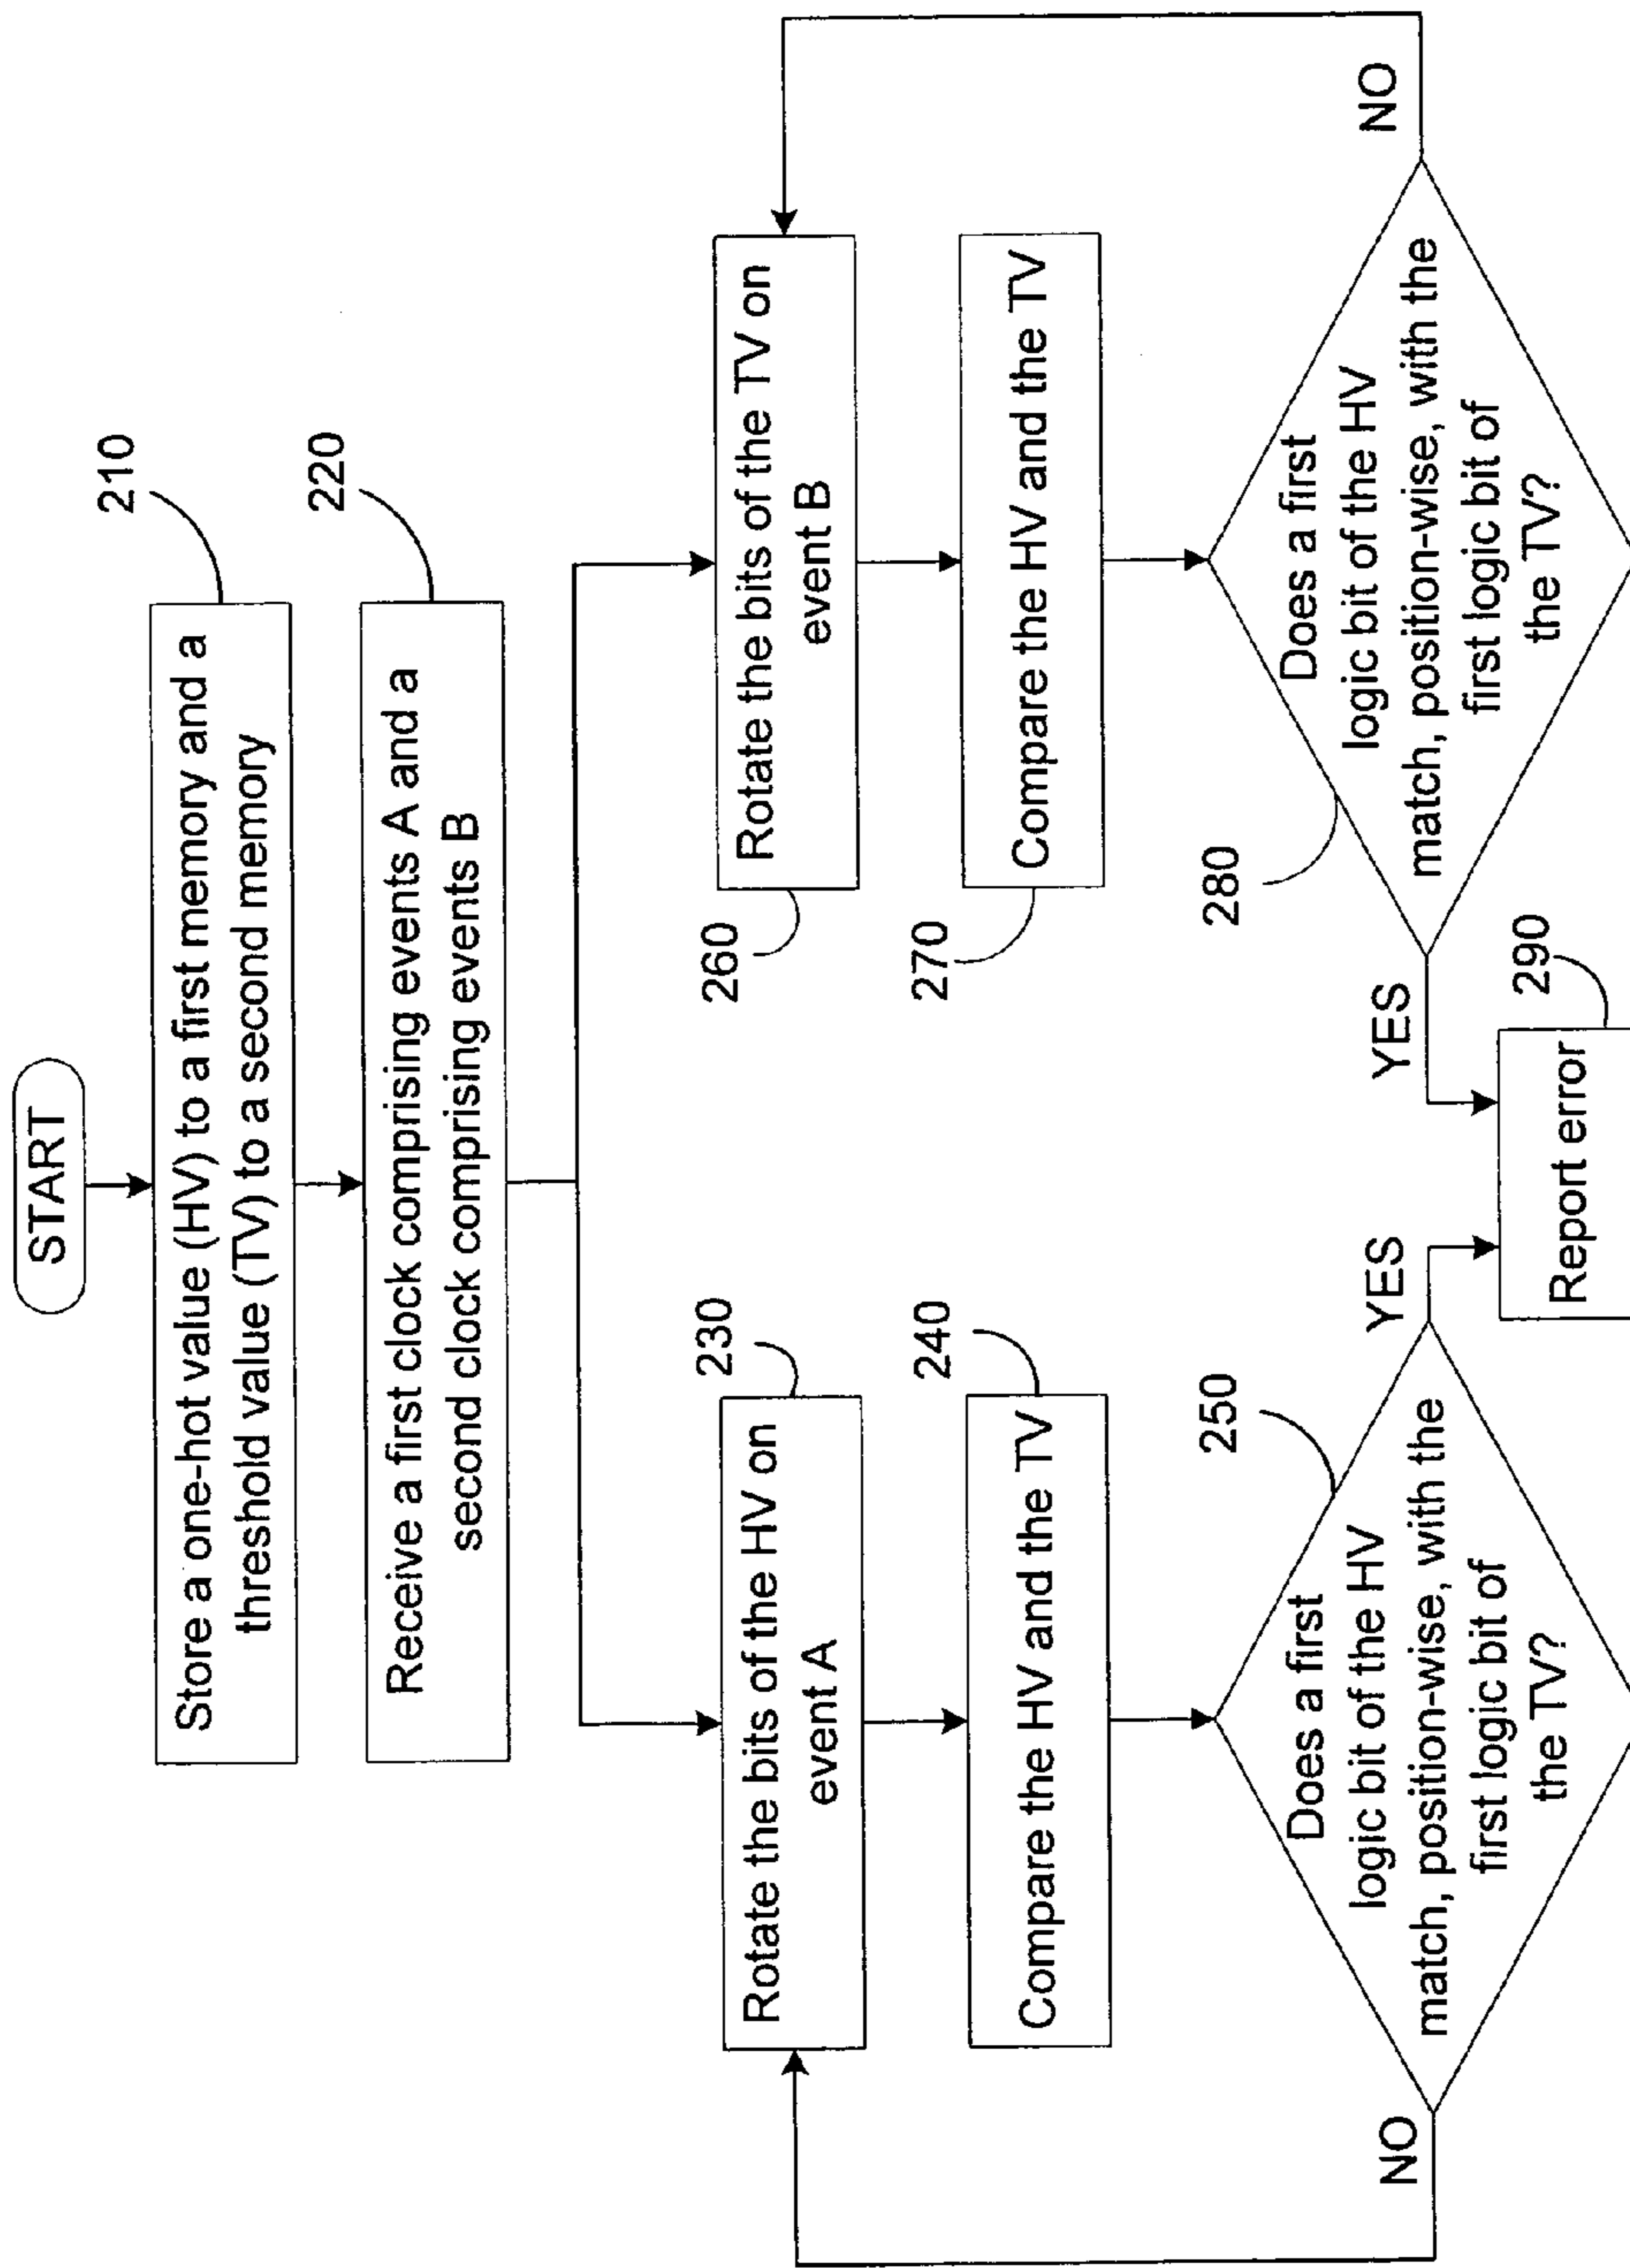 START
Store a one-hot value (HV) to a first memory and a
threshold value (TV) to a second memory
210
Receive a first clock comprising events A and a
second clock comprising events B
220
Rotate the bits of the HV on
event A
230
Compare the HV and the TV
240
Does a first
logic bit of the HV
match, position-wise, with the
first logic bit of
the TV?
250
NO
YES
Rotate the bits of the TV on
event B
260
Compare the HV and the TV
270
Does a first
logic bit of the HV
match, position-wise, with the
first logic bit of
the TV?
280
YES
NO
Report error
290